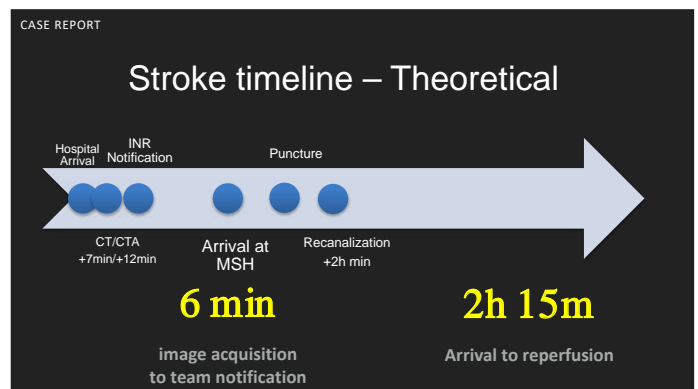 CASE REPORT
Stroke timeline – Theoretical
Hospital
Arrival
INR
Notification
Puncture
CT/CTA
+7min/+12min
Arrival at
MSH
Recanalization
+2h min
6 min
2h 15m
image acquisition
to team notification
Arrival to reperfusion